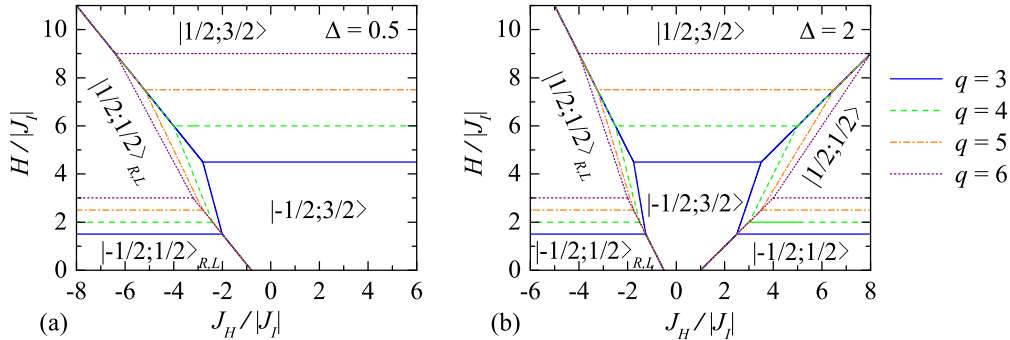 |1/2;3/2> Δ = 0.5
|1/2;1/2>R,L
|-1/2;3/2>
|-1/2;1/2>R,L
H / |J_I|
10
8
6
4
2
0
-8 -6 -4 -2 0 2 4 6
(a) J_H / |J_I|
|1/2;3/2> Δ = 2
|1/2;1/2>R,L
|1/2;1/2>
|-1/2;3/2>
|-1/2;1/2>R,L
|-1/2;1/2>
H / |J_I|
10
8
6
4
2
0
-6 -4 -2 0 2 4 6 8
(b) J_H / |J_I|
q = 3
q = 4
q = 5
q = 6